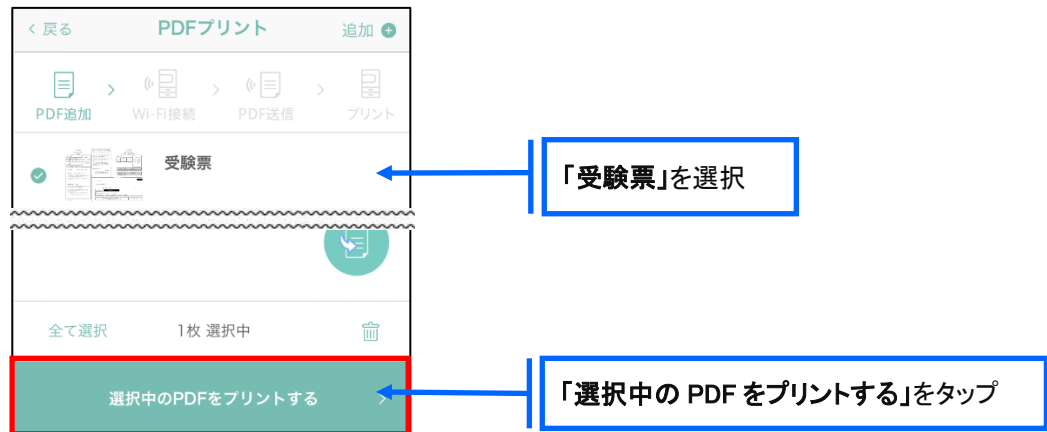 < 戻る PDFプリント 追加
PDF追加 > Wi-Fi接続 > PDF送信 > プリント
受験票
「受験票」を選択
全て選択 1枚 選択中
選択中のPDFをプリントする >
「選択中の PDF をプリントする」をタップ